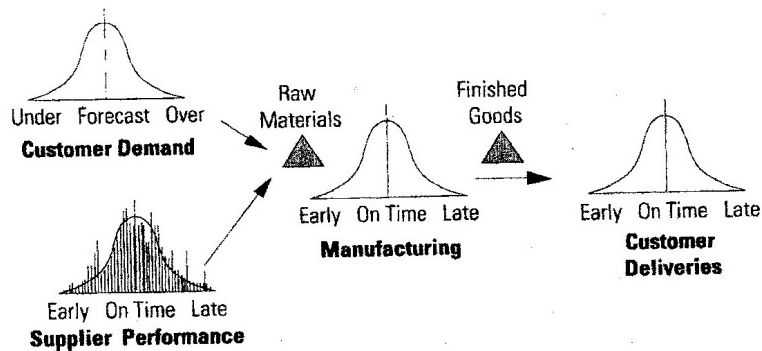 Under Forecast Over
Customer Demand
Raw
Materials
Early On Time Late
Manufacturing
Finished
Goods
Early On Time Late
Customer
Deliveries
Early On Time Late
Supplier Performance